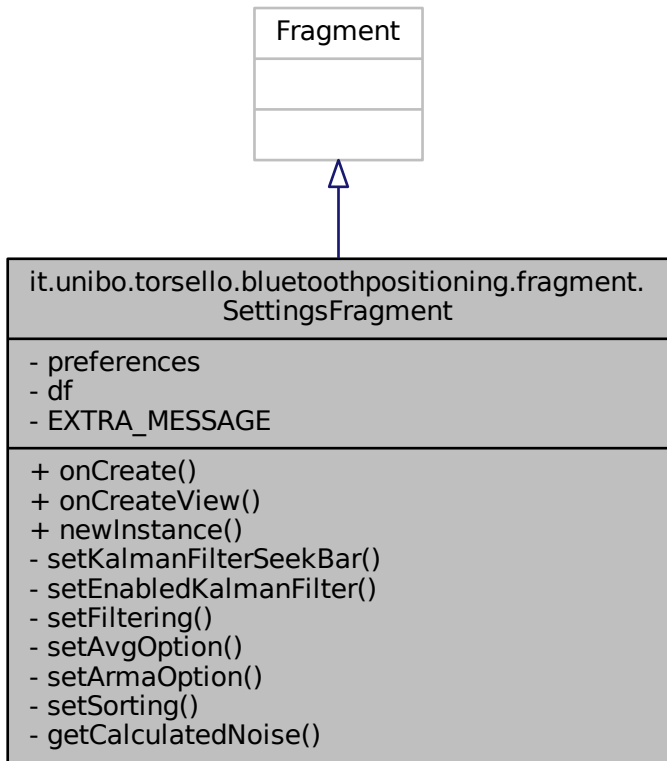 Fragment
it.unibo.torsello.bluetoothpositioning.fragment.
SettingsFragment
- preferences
- df
- EXTRA_MESSAGE
+ onCreate()
+ onCreateView()
+ newInstance()
- setKalmanFilterSeekBar()
- setEnabledKalmanFilter()
- setFiltering()
- setAvgOption()
- setArmaOption()
- setSorting()
- getCalculatedNoise()